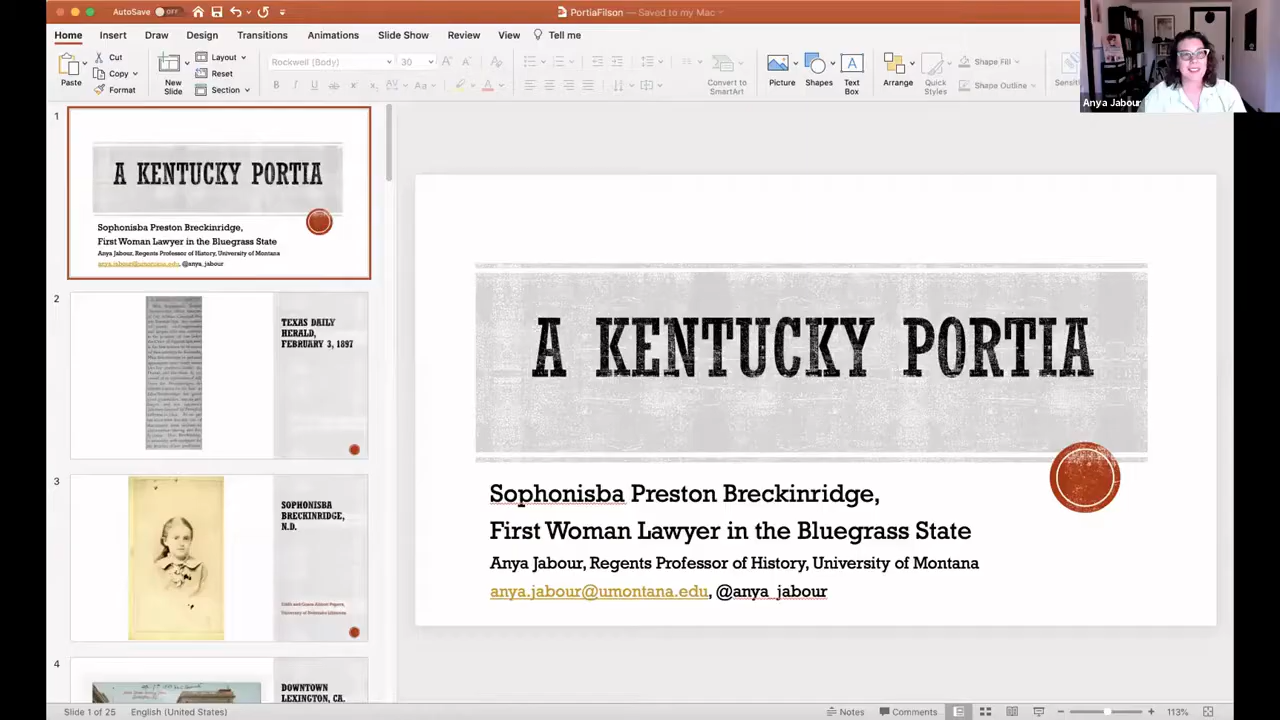 AutoSave OFF
PortiaFilson — Saved to my Mac
Home Insert Draw Design Transitions Animations Slide Show Review View Tell me
Paste
Cut
Copy
Format
New Slide
Layout
Reset
Section
Rockwell (Body) 30
Convert to SmartArt
Picture
Shapes
Text Box
Arrange
Quick Styles
Shape Fill
Shape Outline
Anya Jabour
1
A KENTUCKY PORTIA
Sophonisba Preston Breckinridge,
First Woman Lawyer in the Bluegrass State
Anya Jabour, Regents Professor of History, University of Montana
anya.jabour@umontana.edu, @anya_jabour
2
TEXAS DAILY
HERALD,
FEBRUARY 3, 1897
3
SOPHONISBA
BRECKINRIDGE,
N.D.
4
DOWNTOWN
LEXINGTON, CA.
A KENTUCKY PORTIA
Sophonisba Preston Breckinridge,
First Woman Lawyer in the Bluegrass State
Anya Jabour, Regents Professor of History, University of Montana
anya.jabour@umontana.edu, @anya_jabour
Slide 1 of 25 English (United States) Notes Comments 113%